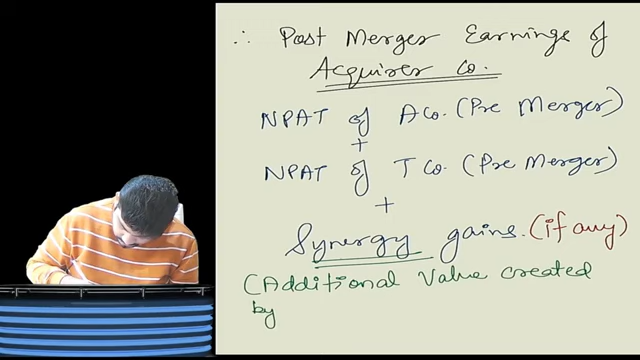 ∴ Post Merger Earnings of
Acquirer Co.
NPAT of A Co. (Pre Merger)
+
NPAT of T Co. (Pre Merger)
+
Synergy gains. (if any)
(Additional Value created
by